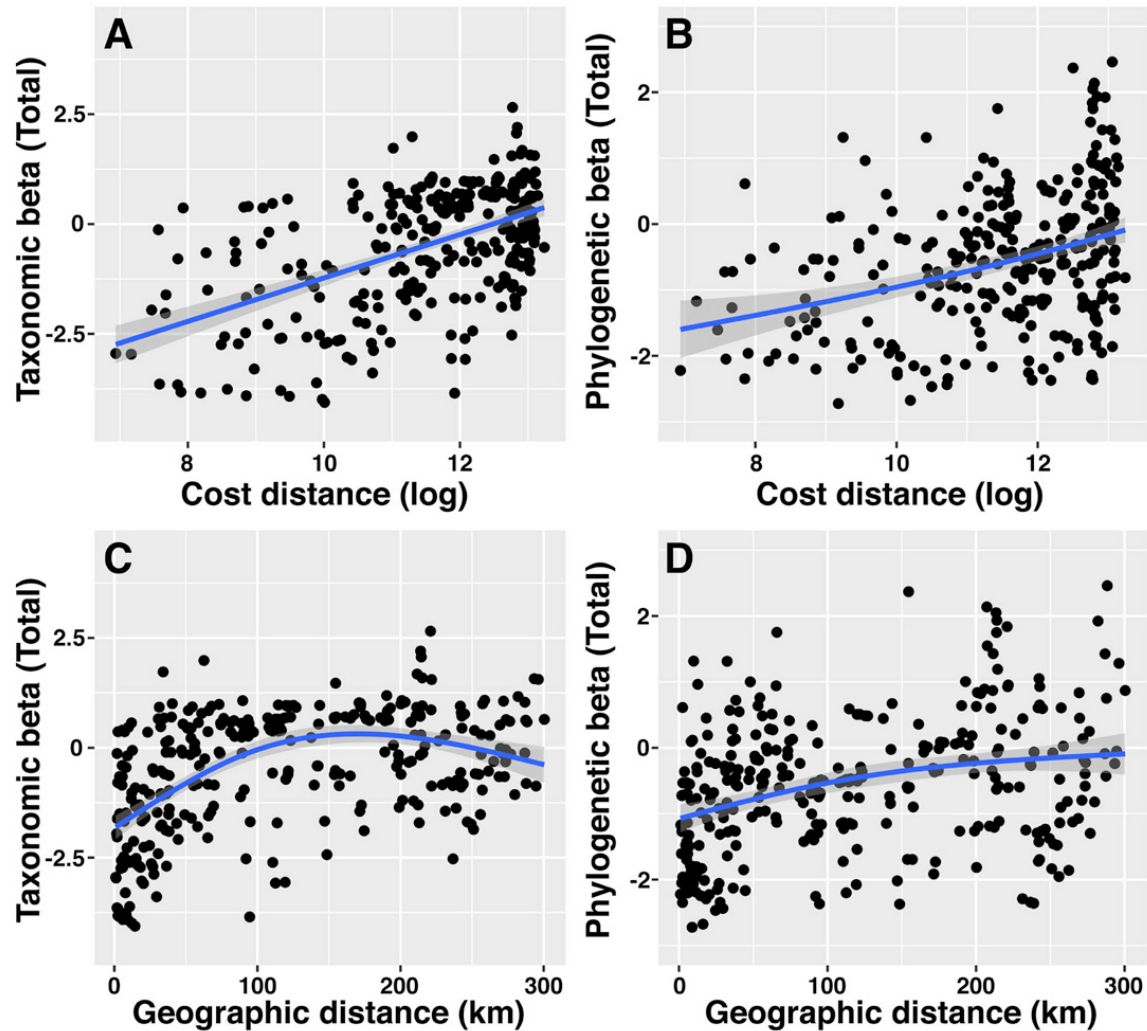 A
B
Taxonomic beta (Total)
2.5
0
-2.5
8 10 12
Cost distance (log)
Phylogenetic beta (Total)
2
0
-2
8 10 12
Cost distance (log)
C
D
Taxonomic beta (Total)
2.5
0
-2.5
0 100 200 300
Geographic distance (km)
Phylogenetic beta (Total)
2
0
-2
0 100 200 300
Geographic distance (km)